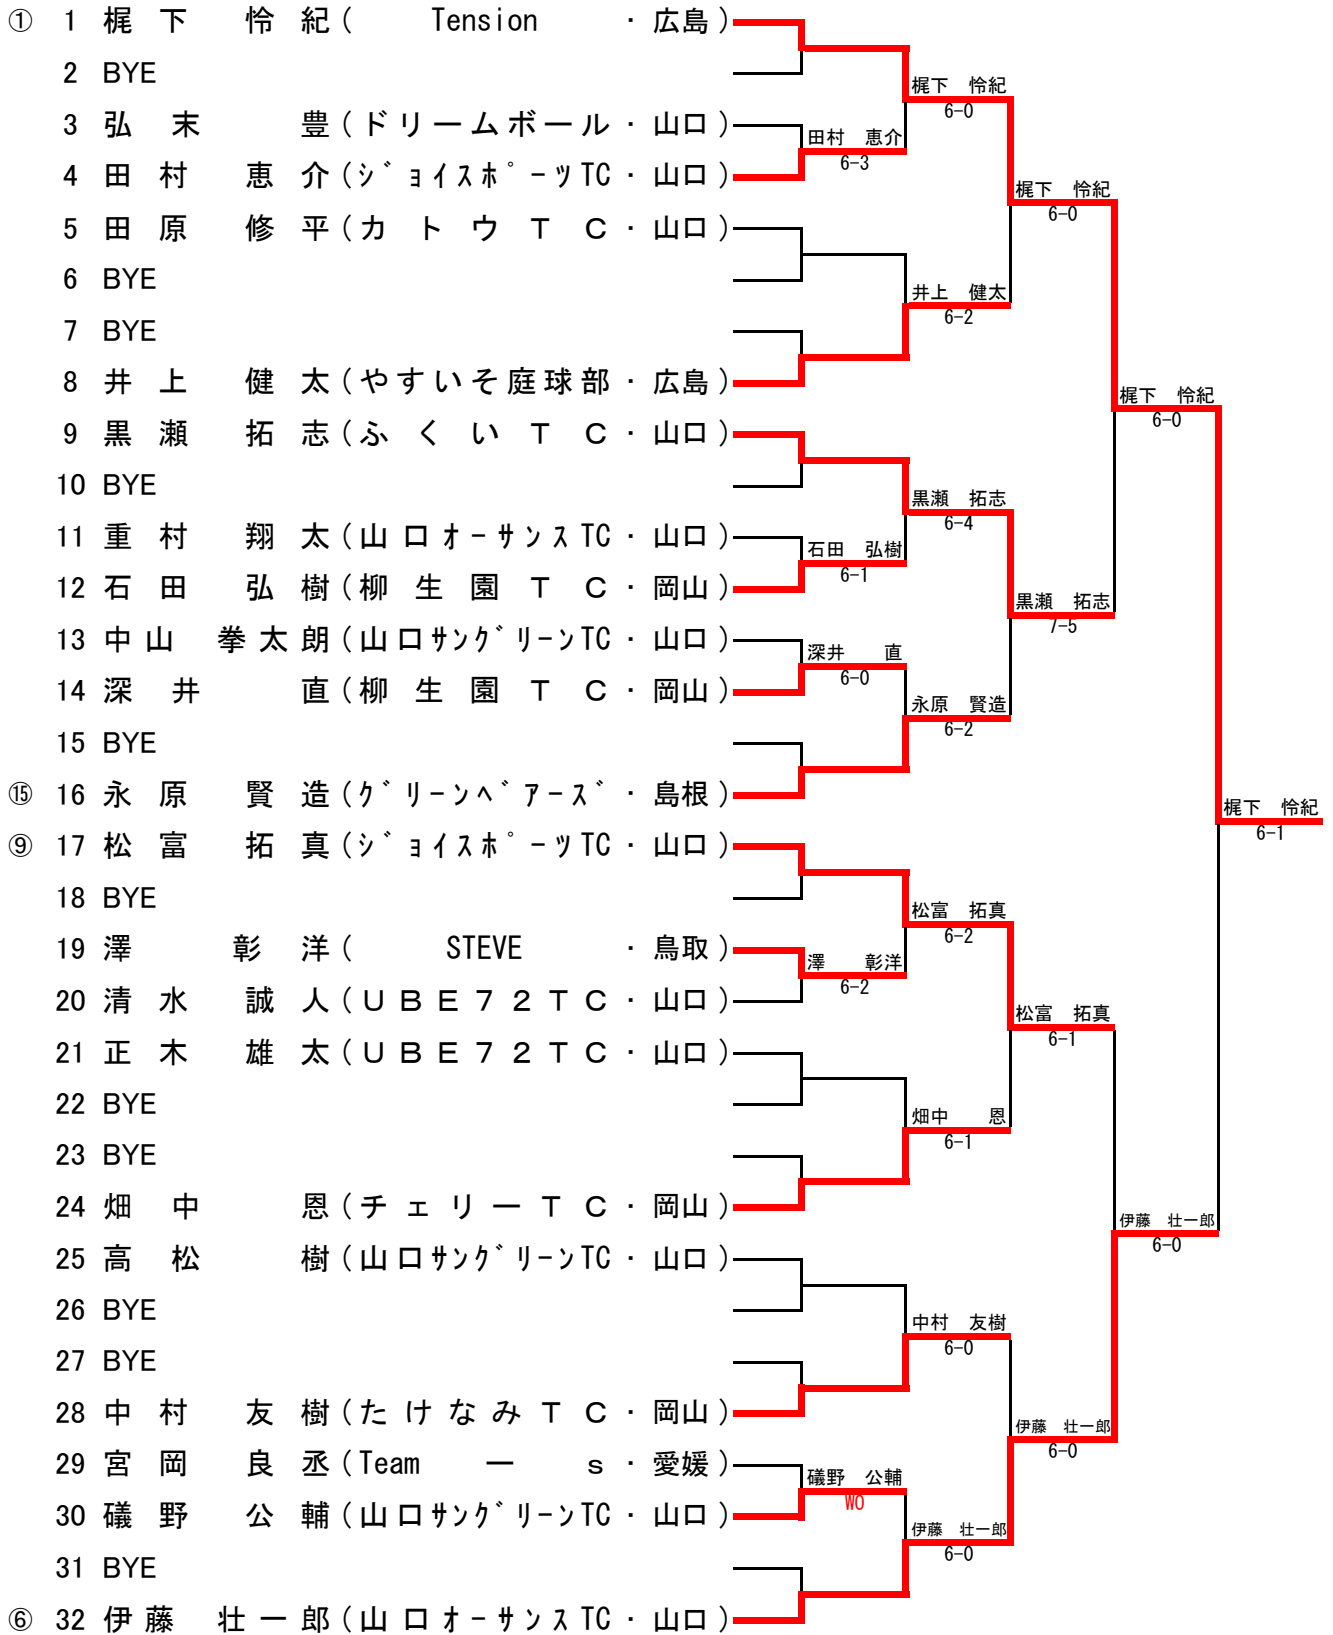 ① 1 梶下 怜紀 ( Tension ・ 広島 )
2 BYE
3 弘末 豊 ( ドリームボール ・ 山口 )
4 田村 恵介 ( ｼﾞｮｲｽﾎﾟｰﾂTC ・ 山口 )
5 田原 修平 ( カトウＴＣ ・ 山口 )
6 BYE
7 BYE
8 井上 健太 ( やすいそ庭球部 ・ 広島 )
9 黒瀬 拓志 ( ふくいＴＣ ・ 山口 )
10 BYE
11 重村 翔太 ( 山口ｵｰｻﾝｽTC ・ 山口 )
12 石田 弘樹 ( 柳生園ＴＣ ・ 岡山 )
13 中山 拳太朗 ( 山口ｻﾝｸﾞﾘｰﾝTC ・ 山口 )
14 深井 直 ( 柳生園ＴＣ ・ 岡山 )
15 BYE
⑮ 16 永原 賢造 ( ｸﾞﾘｰﾝﾍﾞｱｰｽﾞ ・ 島根 )
⑨ 17 松富 拓真 ( ｼﾞｮｲｽﾎﾟｰﾂTC ・ 山口 )
18 BYE
19 澤 彰洋 ( STEVE ・ 鳥取 )
20 清水 誠人 ( ＵＢＥ７２ＴＣ ・ 山口 )
21 正木 雄太 ( ＵＢＥ７２ＴＣ ・ 山口 )
22 BYE
23 BYE
24 畑中 恩 ( チェリーＴＣ ・ 岡山 )
25 高松 樹 ( 山口ｻﾝｸﾞﾘｰﾝTC ・ 山口 )
26 BYE
27 BYE
28 中村 友樹 ( たけなみＴＣ ・ 岡山 )
29 宮岡 良丞 ( Team ー s ・ 愛媛 )
30 礒野 公輔 ( 山口ｻﾝｸﾞﾘｰﾝTC ・ 山口 )
31 BYE
⑥ 32 伊藤 壮一郎 ( 山口ｵｰｻﾝｽTC ・ 山口 )
田村 恵介
6-3
石田 弘樹
6-1
深井 直
6-0
澤 彰洋
6-2
礒野 公輔
WO
梶下 怜紀
6-0
井上 健太
6-2
黒瀬 拓志
6-4
永原 賢造
6-2
松富 拓真
6-2
畑中 恩
6-1
中村 友樹
6-0
伊藤 壮一郎
6-0
梶下 怜紀
6-0
黒瀬 拓志
7-5
松富 拓真
6-1
伊藤 壮一郎
6-0
梶下 怜紀
6-0
伊藤 壮一郎
6-0
梶下 怜紀
6-1